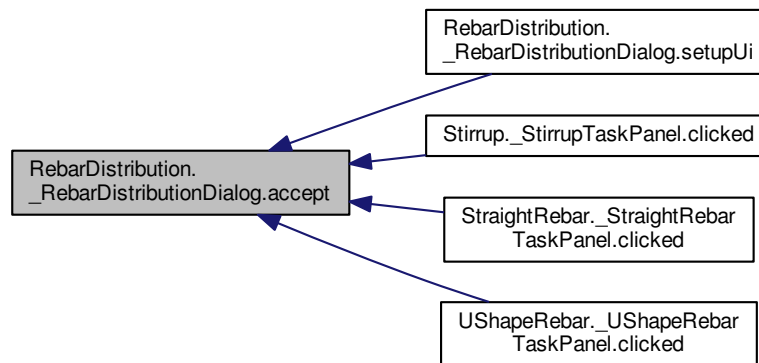 RebarDistribution.
_RebarDistributionDialog.setupUi
Stirrup._StirrupTaskPanel.clicked
RebarDistribution.
_RebarDistributionDialog.accept
StraightRebar._StraightRebar
TaskPanel.clicked
UShapeRebar._UShapeRebar
TaskPanel.clicked